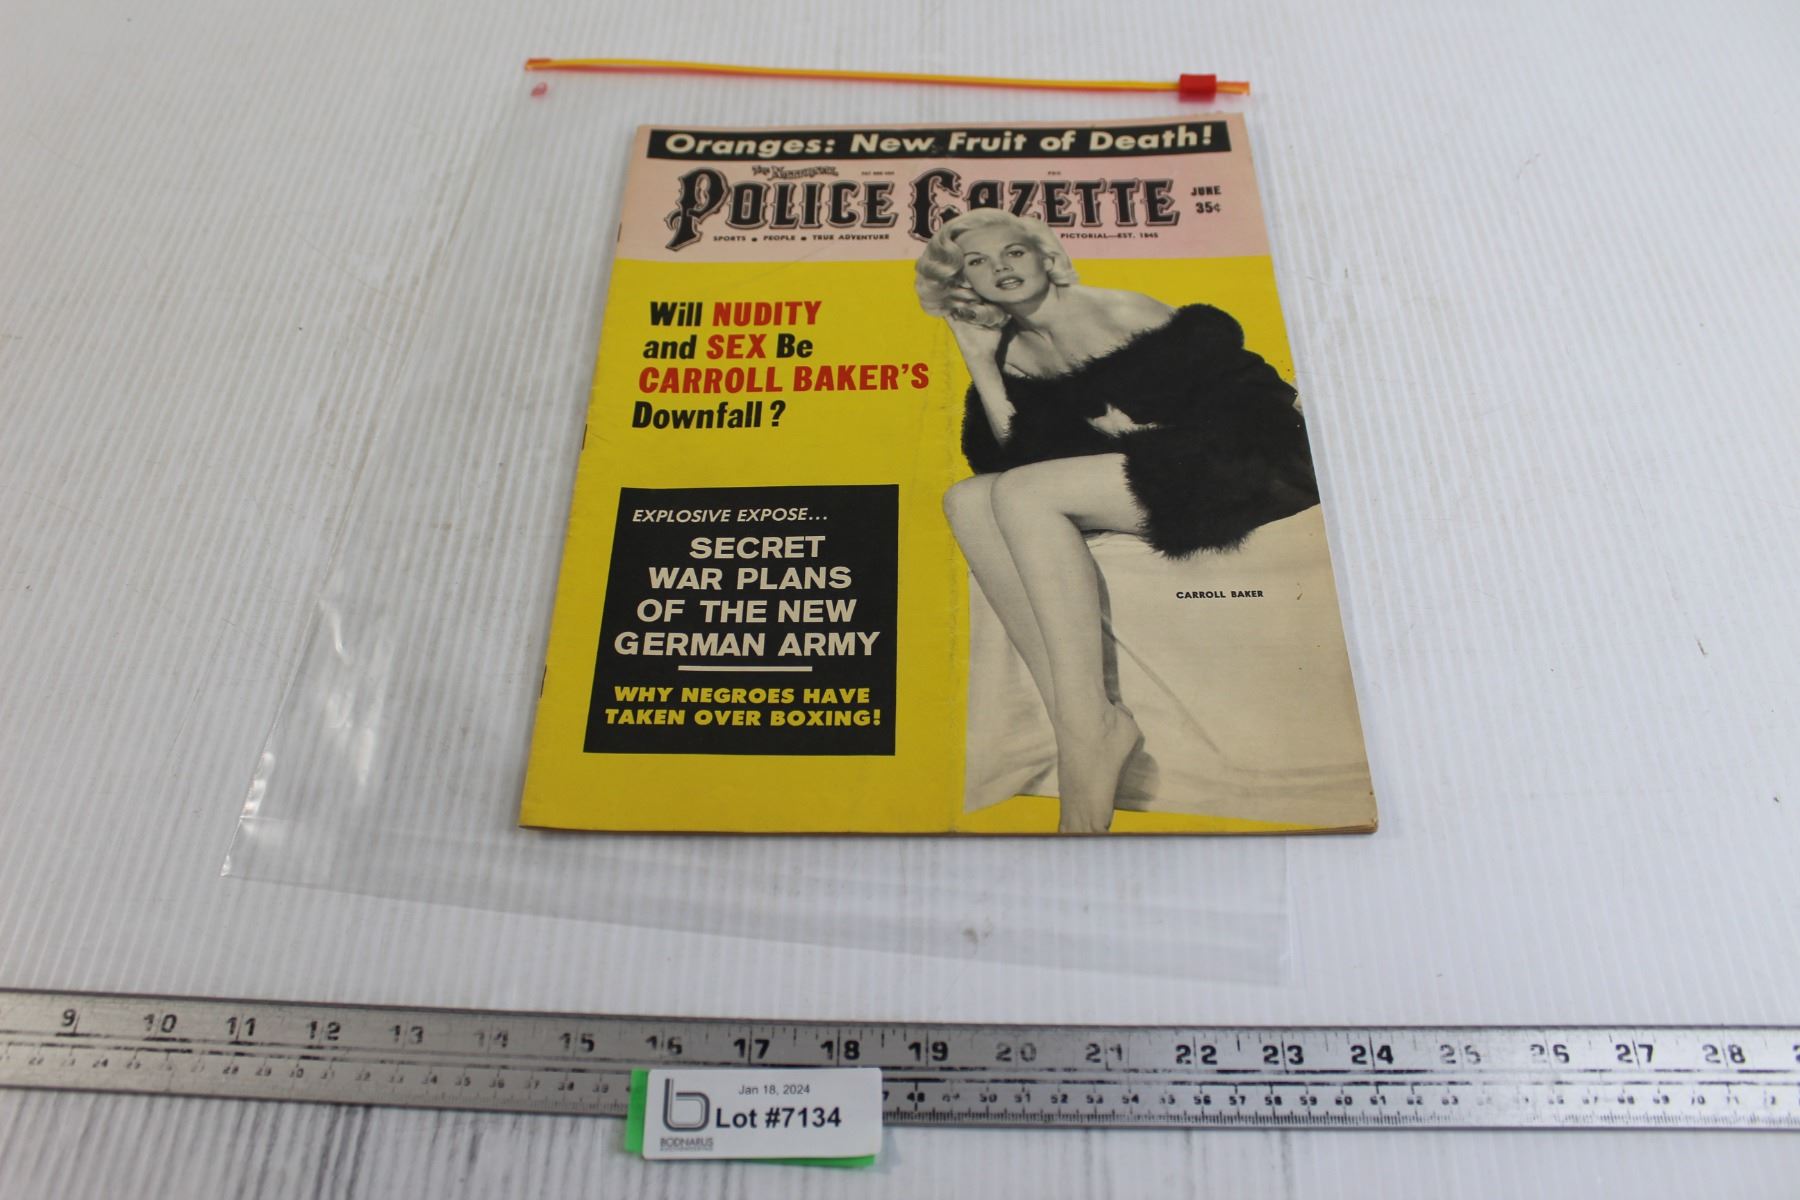 Oranges: New Fruit of Death!
The National
POLICE GAZETTE
JUNE
35¢
SPORTS • PEOPLE • TRUE ADVENTURE
PICTORIAL—EST. 1845
Will NUDITY
and SEX Be
CARROLL BAKER'S
Downfall?
EXPLOSIVE EXPOSE...
SECRET
WAR PLANS
OF THE NEW
GERMAN ARMY
WHY NEGROES HAVE
TAKEN OVER BOXING!
CARROLL BAKER
9 10 11 12 13 14 15 16 17 18 19 20 21 22 23 24 25 26 27 28
Jan 18, 2024
Lot #7134
BODNARUS
AUCTIONEERING